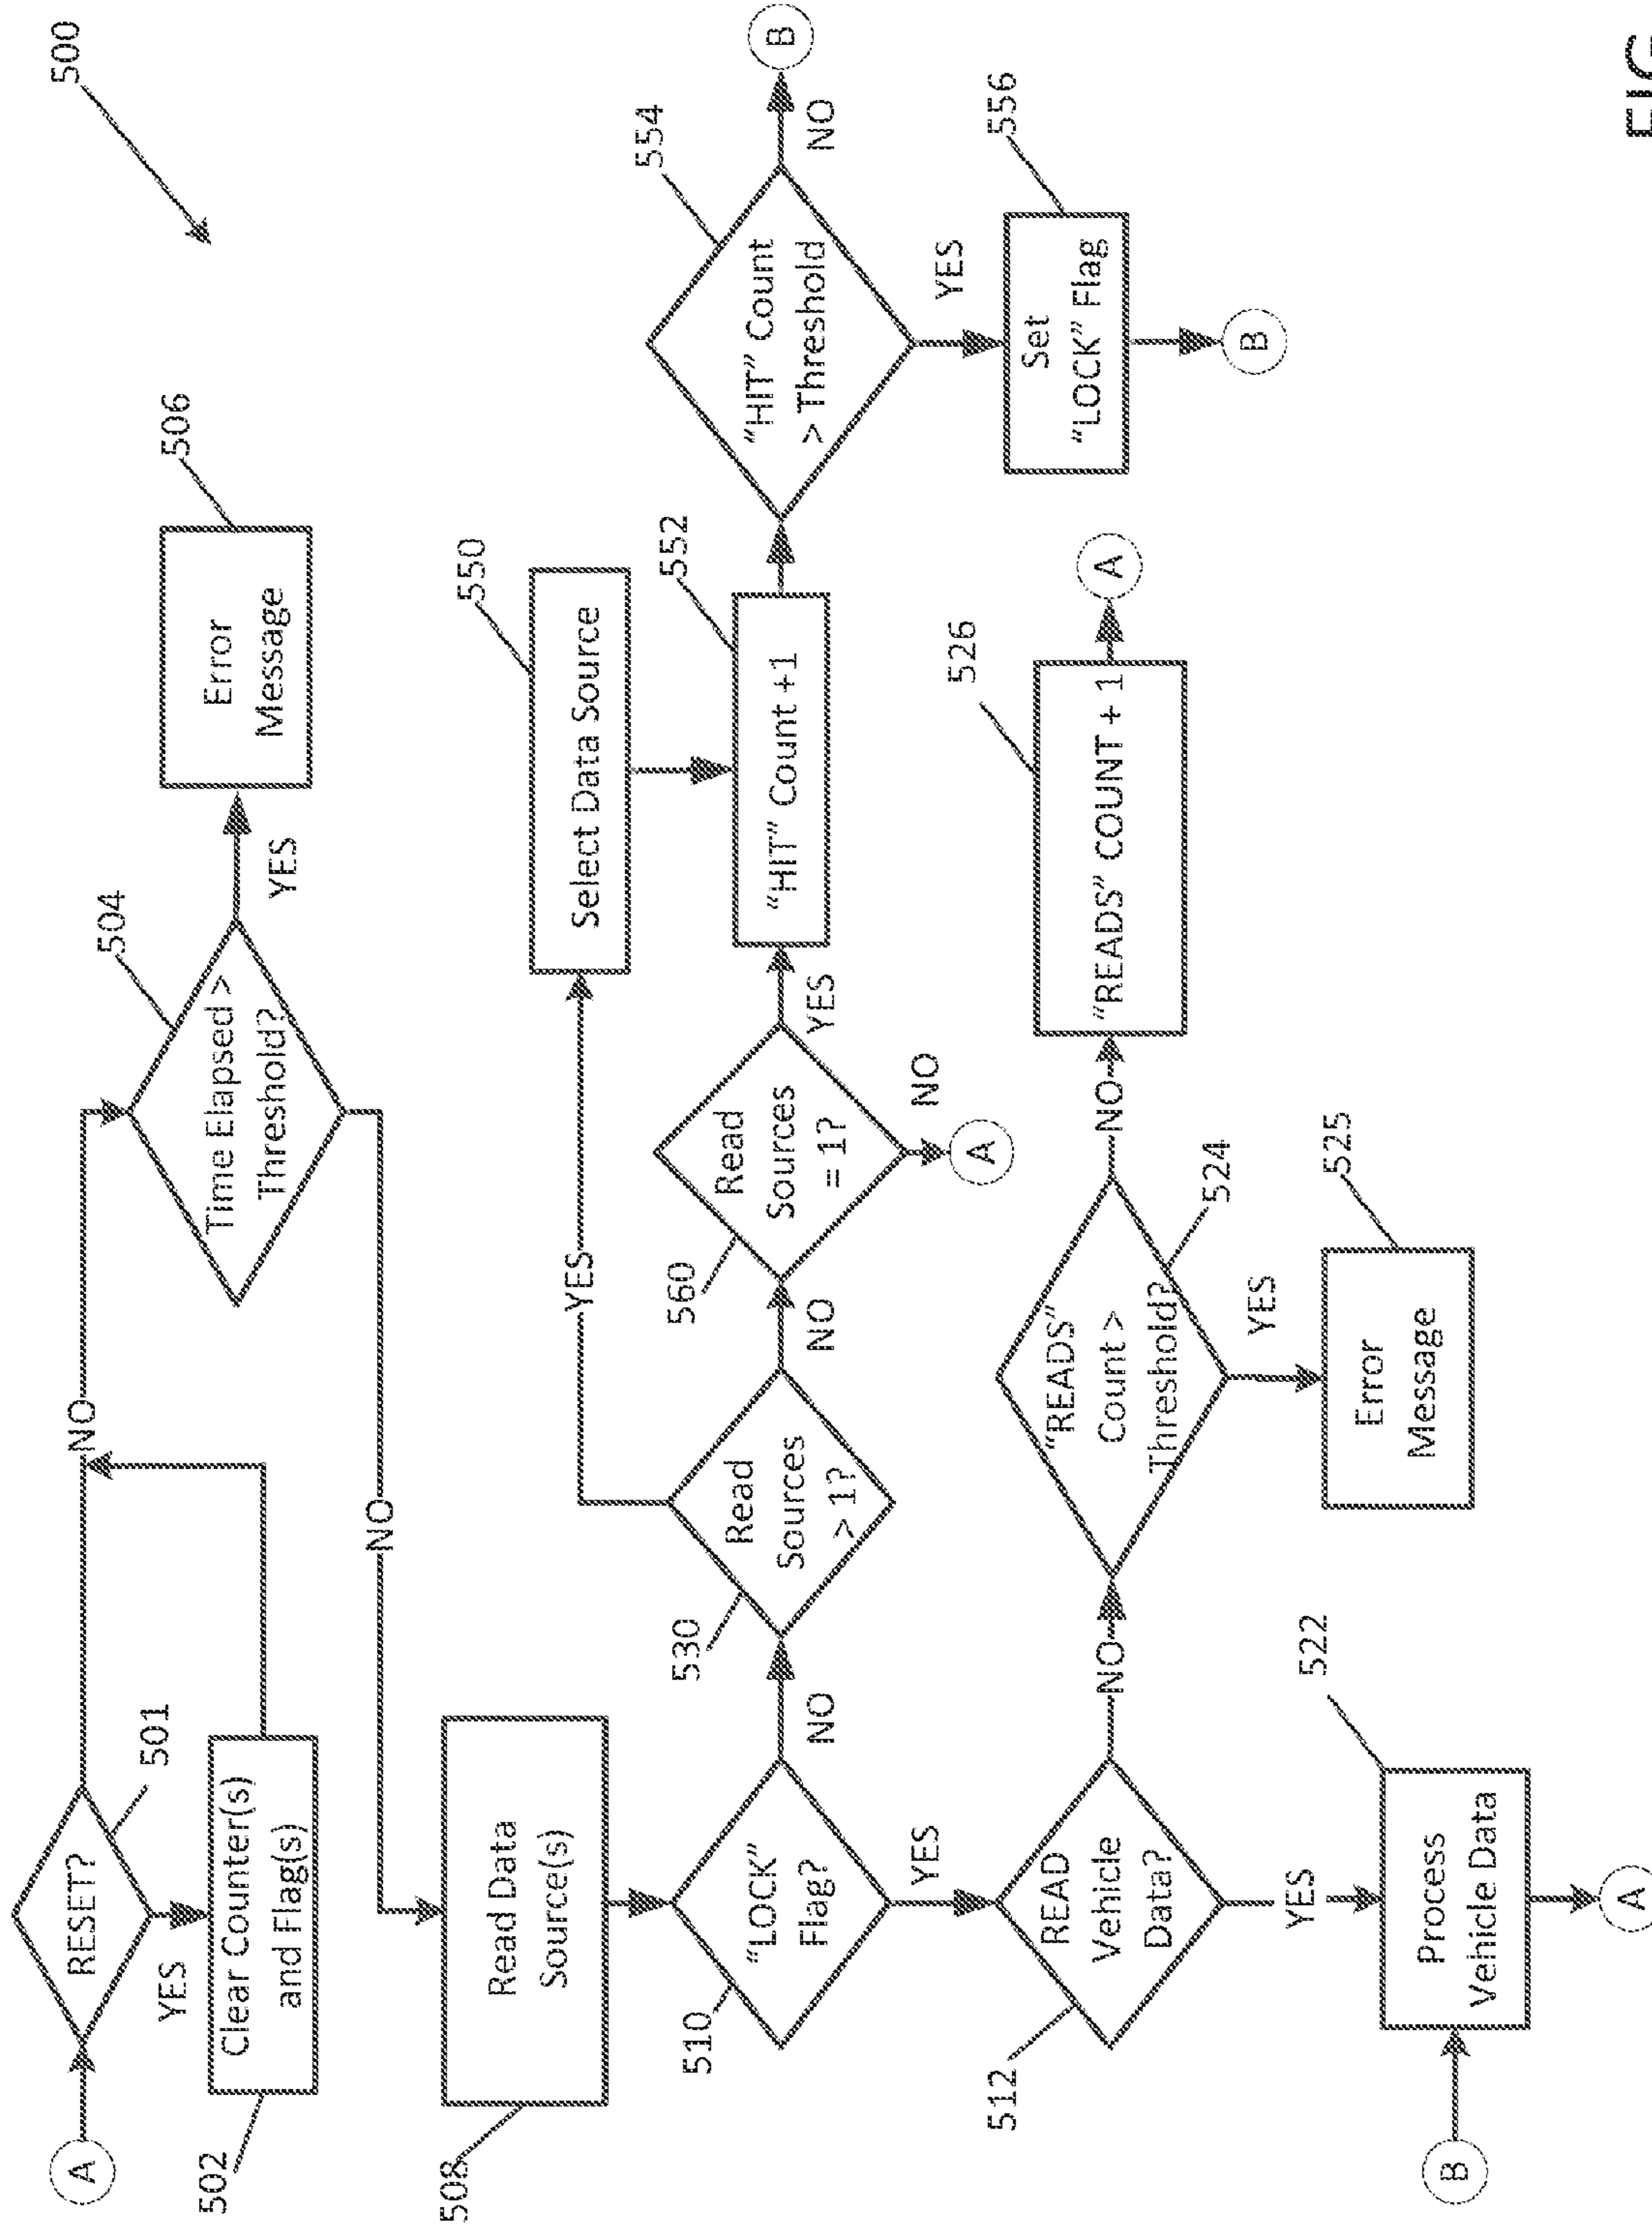 500
A
RESET?
501
NO
YES
502
Clear Counter(s)
and Flag(s)
504
Time Elapsed >
Threshold?
YES
506
Error
Message
NO
508
Read Data
Source(s)
510
"LOCK"
Flag?
NO
YES
530
Read
Sources
> 1?
YES
NO
550
Select Data Source
560
Read
Sources
= 1?
YES
NO
A
552
"HIT" Count +1
554
"HIT" Count
> Threshold
NO
B
YES
556
Set
"LOCK" Flag
B
512
READ
Vehicle
Data?
NO
YES
524
"READS"
Count >
Threshold?
NO
YES
525
Error
Message
526
"READS" COUNT + 1
A
B
522
Process
Vehicle Data
A
FIG